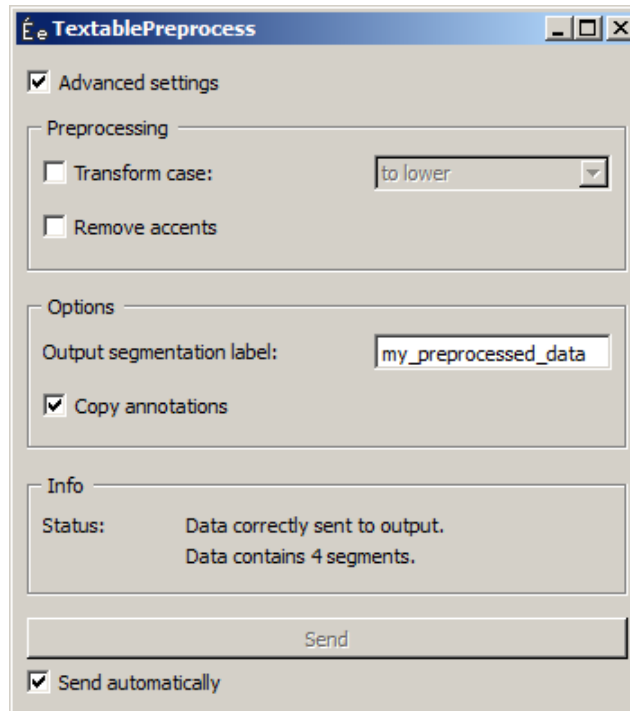 Ée TextablePreprocess
Advanced settings
Preprocessing
Transform case: to lower
Remove accents
Options
Output segmentation label: my_preprocessed_data
Copy annotations
Info
Status: Data correctly sent to output.
Data contains 4 segments.
Send
Send automatically